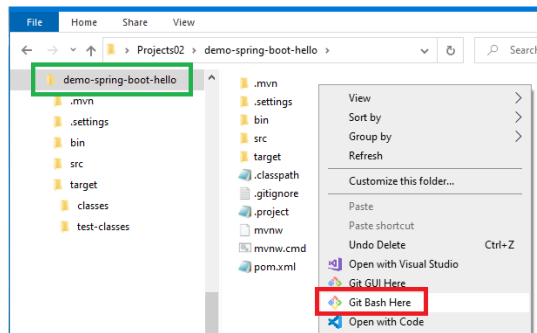 File Home Share View
Projects02 demo-spring-boot-hello Search
demo-spring-boot-hello
.mvn
.settings
bin
src
target
classes
test-classes
.mvn
.settings
bin
src
target
.classpath
.gitignore
.project
mvnw
mvnw.cmd
pom.xml
View
Sort by
Group by
Refresh
Customize this folder...
Paste
Paste shortcut
Undo Delete Ctrl+Z
Open with Visual Studio
Git GUI Here
Git Bash Here
Open with Code